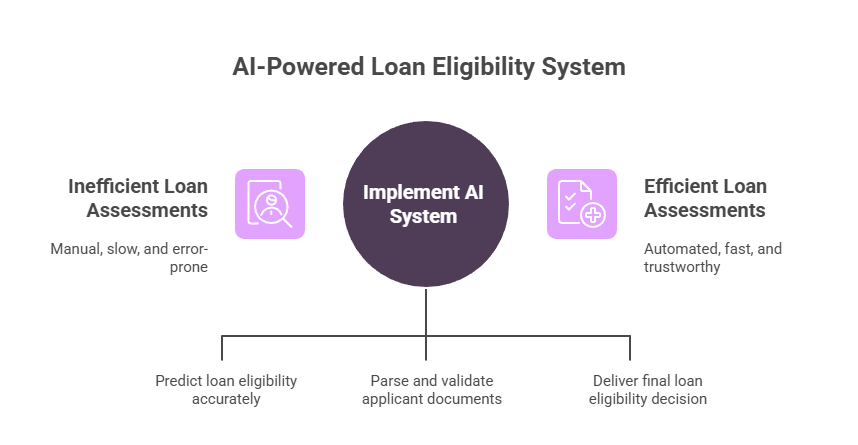 AI-Powered Loan Eligibility System
Inefficient Loan
Assessments
Manual, slow, and error-
prone
Implement AI
System
Efficient Loan
Assessments
Automated, fast, and
trustworthy
Predict loan eligibility
accurately
Parse and validate
applicant documents
Deliver final loan
eligibility decision